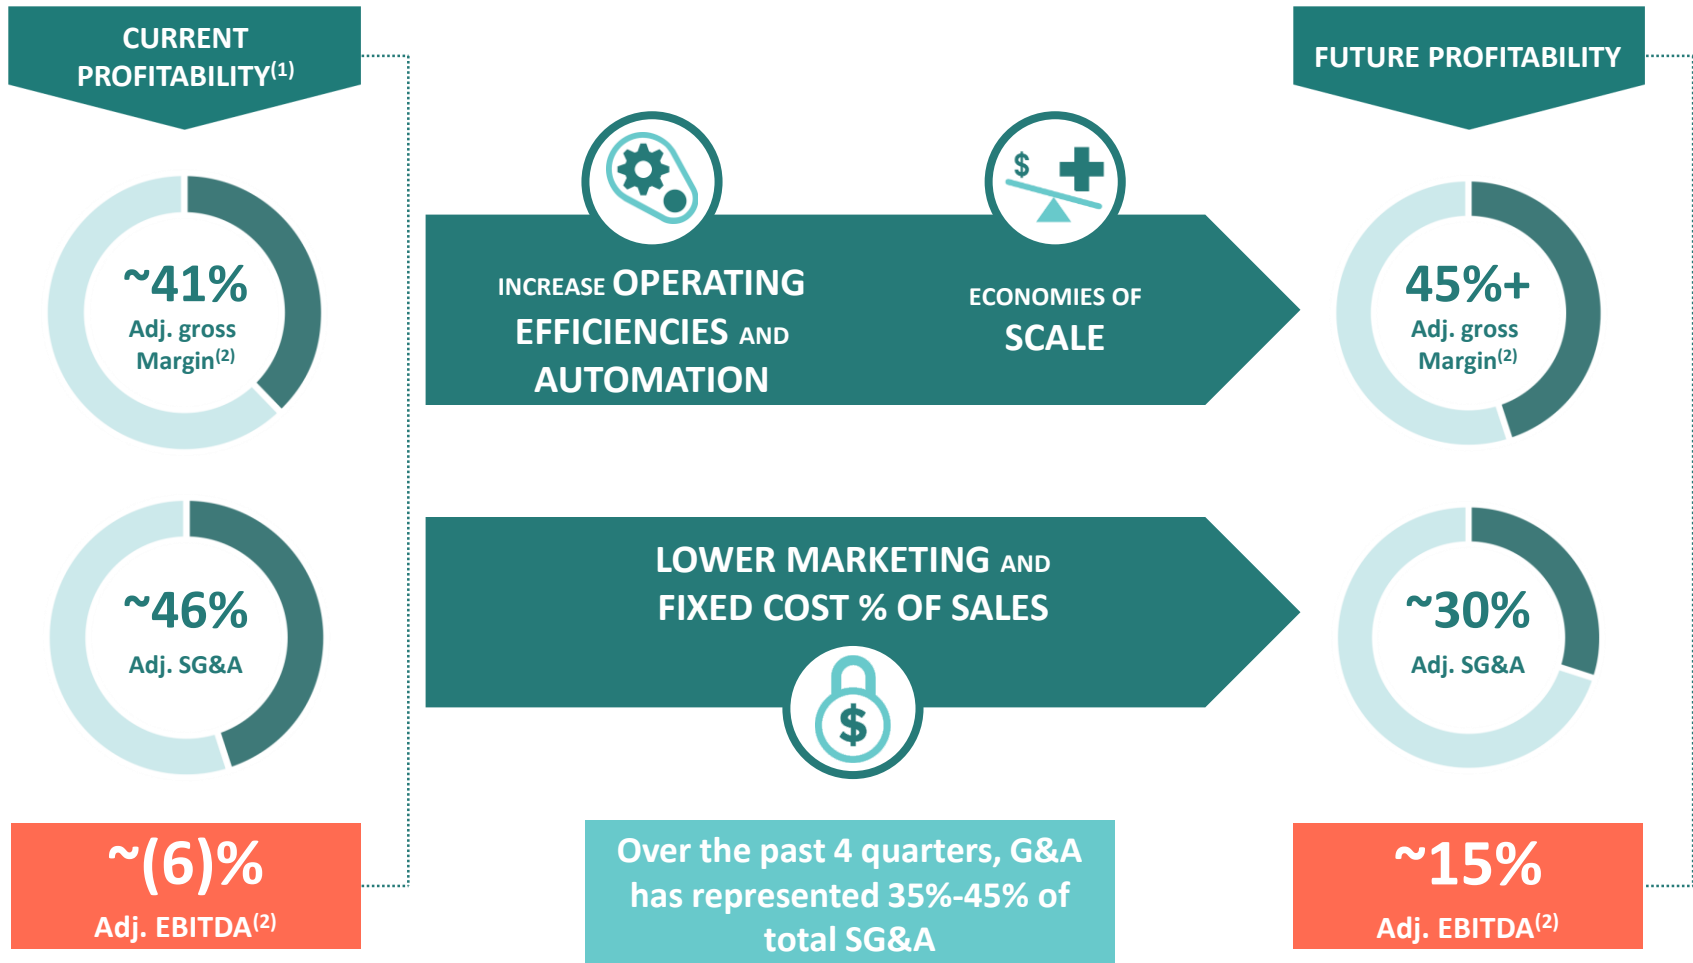 CURRENT
PROFITABILITY(1)
~41%
Adj. gross
Margin(2)
~46%
Adj. SG&A
~(6)%
Adj. EBITDA(2)
$
INCREASE OPERATING
EFFICIENCIES AND
AUTOMATION
ECONOMIES OF
SCALE
LOWER MARKETING AND
FIXED COST % OF SALES
$
Over the past 4 quarters, G&A
has represented 35%-45% of
total SG&A
FUTURE PROFITABILITY
45%+
Adj. gross
Margin(2)
~30%
Adj. SG&A
~15%
Adj. EBITDA(2)